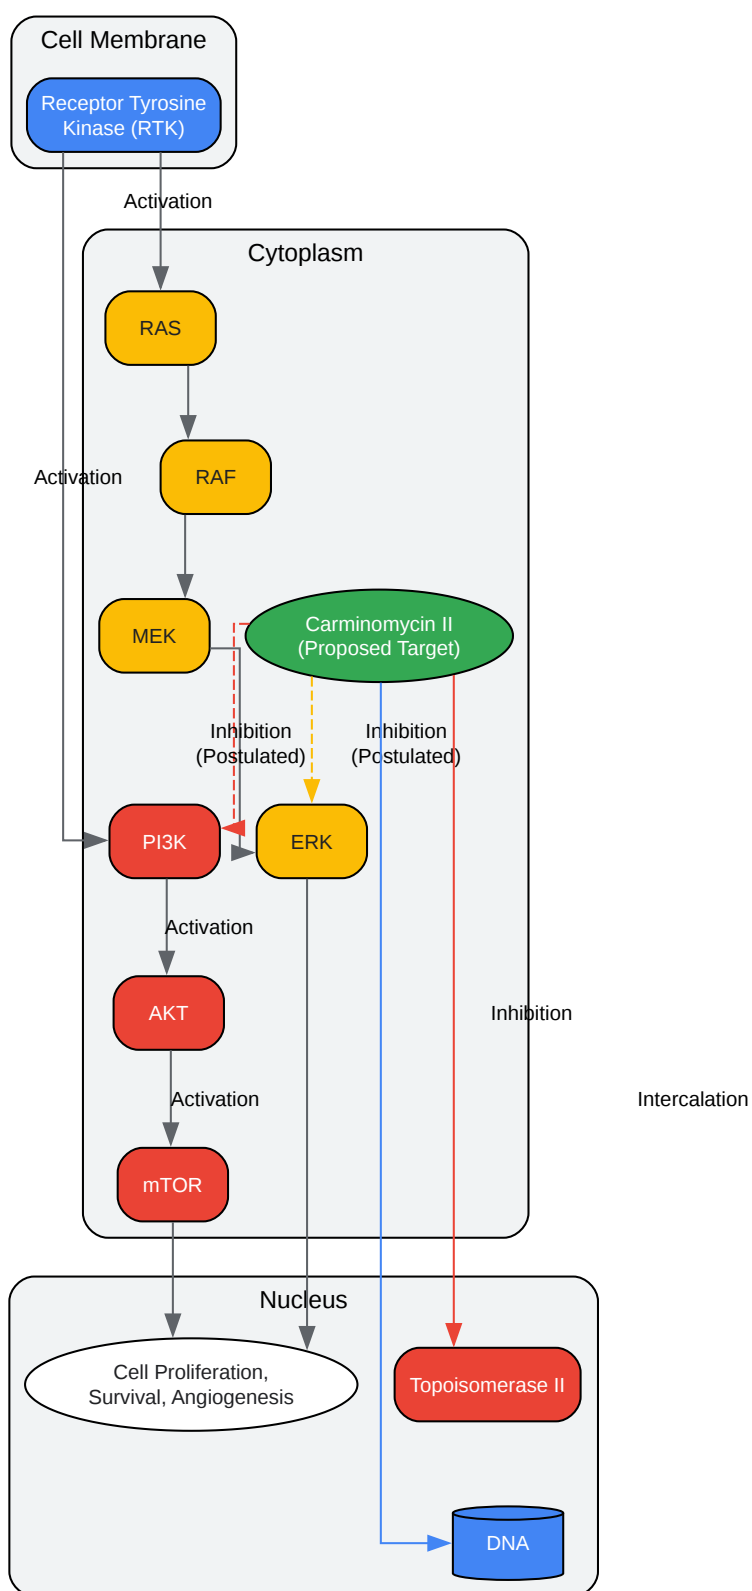 Cell Membrane
Receptor Tyrosine
Kinase (RTK)
Activation
Cytoplasm
RAS
RAF
Activation
MEK
Carminomycin II
(Proposed Target)
Inhibition
(Postulated)
Inhibition
(Postulated)
PI3K
ERK
Activation
AKT
Inhibition
Activation
Intercalation
mTOR
Nucleus
Cell Proliferation,
Survival, Angiogenesis
Topoisomerase II
DNA